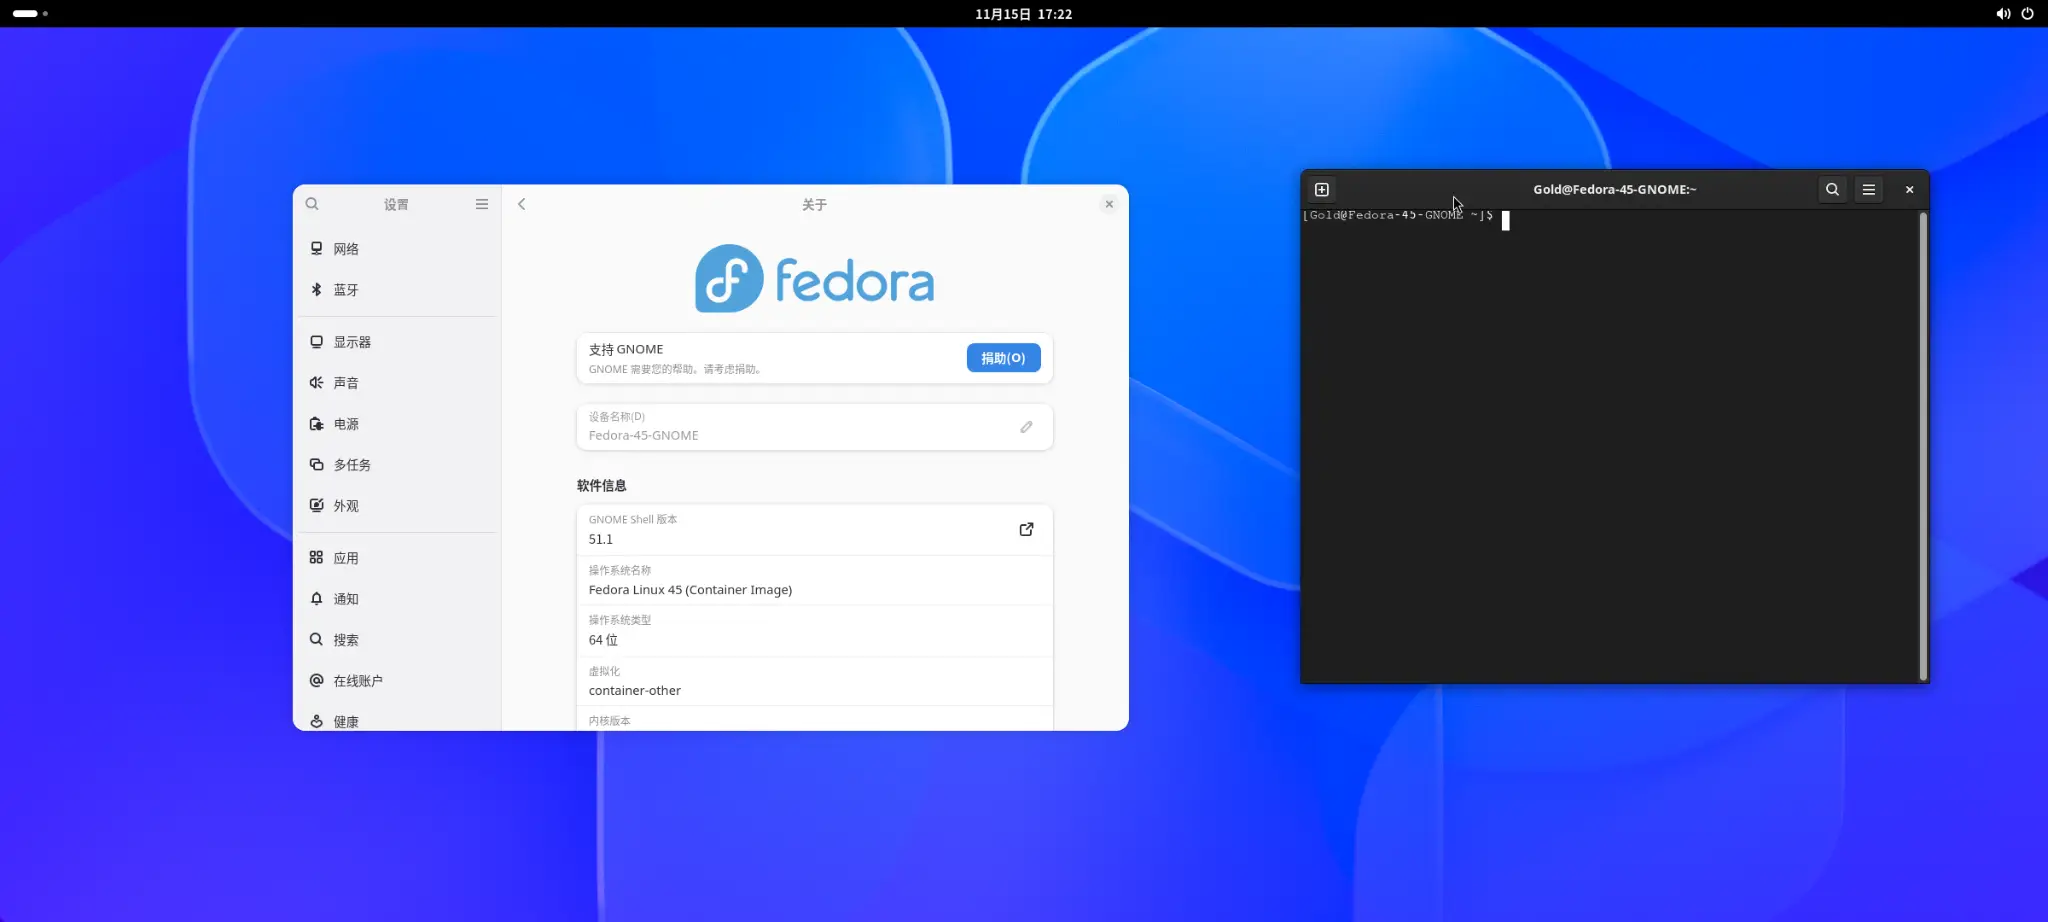 11月15日 17:22
设置
网络
蓝牙
显示器
声音
电源
多任务
外观
应用
通知
搜索
在线账户
健康
关于
fedora
支持 GNOME
GNOME 需要您的帮助。请考虑捐助。
捐助(O)
设备名称(D)
Fedora-45-GNOME
软件信息
GNOME Shell 版本
51.1
操作系统名称
Fedora Linux 45 (Container Image)
操作系统类型
64 位
虚拟化
container-other
内核版本
Gold@Fedora-45-GNOME:~
[Gold@Fedora-45-GNOME ~]$